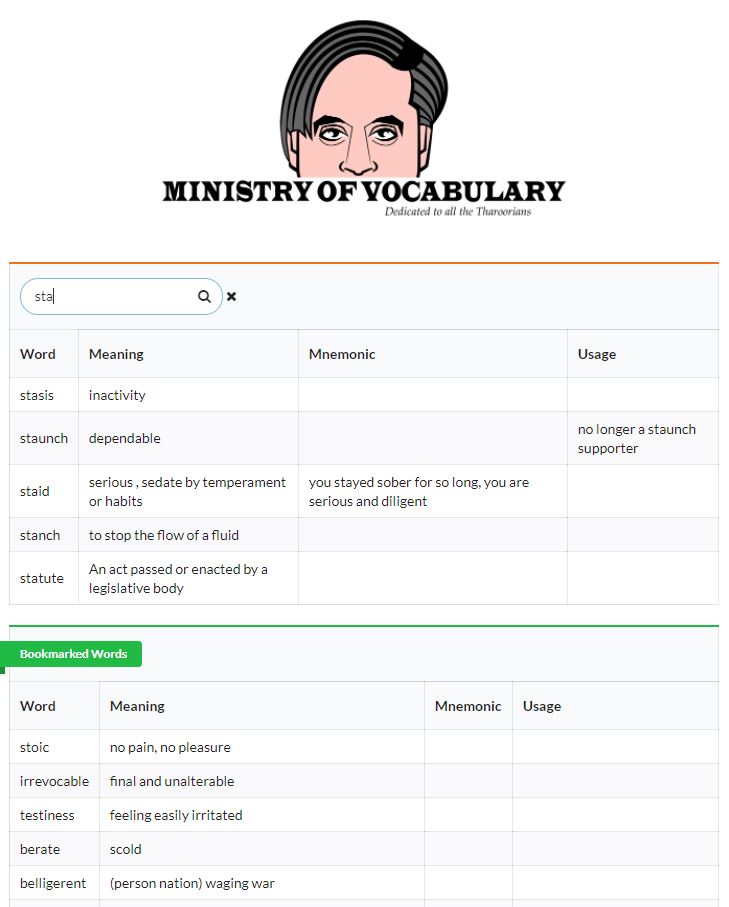 MINISTRY OF VOCABULARY
Dedicated to all the Tharoorians
sta
Word Meaning Mnemonic Usage
stasis inactivity
staunch dependable no longer a staunch
supporter
staid serious , sedate by temperament
or habits you stayed sober for so long, you are
serious and diligent
stanch to stop the flow of a fluid
statute An act passed or enacted by a
legislative body
Bookmarked Words
Word Meaning Mnemonic Usage
stoic no pain, no pleasure
irrevocable final and unalterable
testiness feeling easily irritated
berate scold
belligerent (person nation) waging war